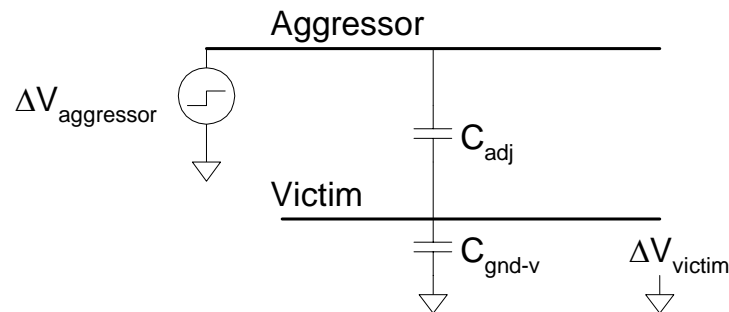 Aggressor
ΔVaggressor
Cadj
Victim
Cgnd-v
ΔVvictim